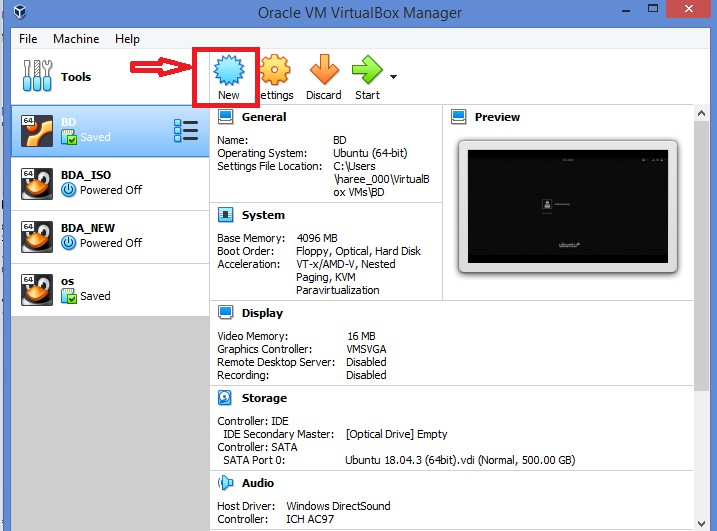 Oracle VM VirtualBox Manager
File Machine Help
Tools
New
ettings
Discard
Start
64
BD
Saved
64
BDA_ISO
Powered Off
64
BDA_NEW
Powered Off
64
os
Saved
General
Name: BD
Operating System: Ubuntu (64-bit)
Settings File Location: C:\Users
\haree_000\VirtualB
ox VMs\BD
Preview
ubuntu
System
Base Memory: 4096 MB
Boot Order: Floppy, Optical, Hard Disk
Acceleration: VT-x/AMD-V, Nested
Paging, KVM
Paravirtualization
Display
Video Memory: 16 MB
Graphics Controller: VMSVGA
Remote Desktop Server: Disabled
Recording: Disabled
Storage
Controller: IDE
IDE Secondary Master: [Optical Drive] Empty
Controller: SATA
SATA Port 0: Ubuntu 18.04.3 (64bit).vdi (Normal, 500.00 GB)
Audio
Host Driver: Windows DirectSound
Controller: ICH AC97